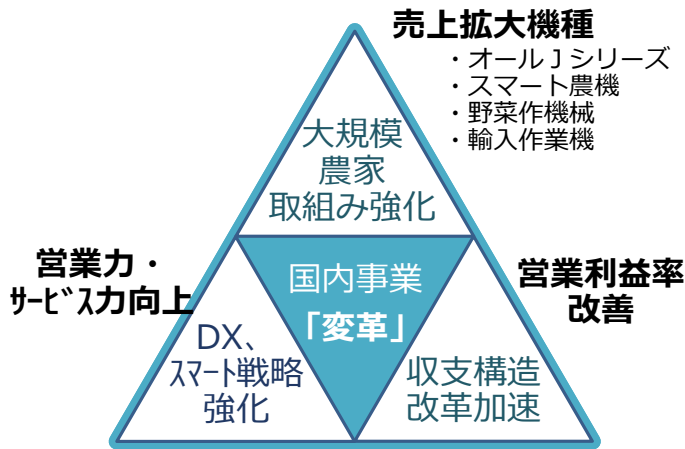 売上拡大機種
・オールJシリーズ
・スマート農機
・野菜作機械
・輸入作業機
大規模
農家
取組み強化
営業力・
ｻｰﾋﾞｽ力向上
国内事業
「変革」
営業利益率
改善
DX、
ｽﾏｰﾄ戦略
強化
収支構造
改革加速